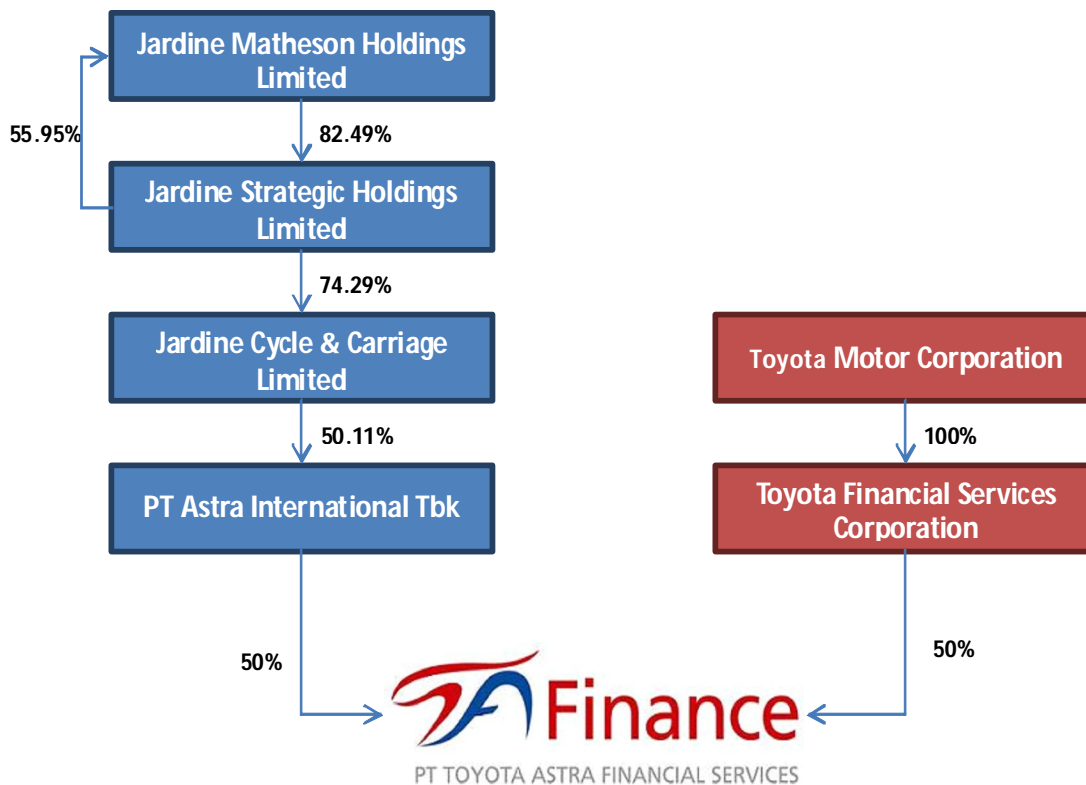 Jardine Matheson Holdings
Limited
55.95%
82.49%
Jardine Strategic Holdings
Limited
74.29%
Jardine Cycle & Carriage
Limited
Toyota Motor Corporation
50.11%
100%
PT Astra International Tbk
Toyota Financial Services
Corporation
50%
50%
TA Finance
PT TOYOTA ASTRA FINANCIAL SERVICES